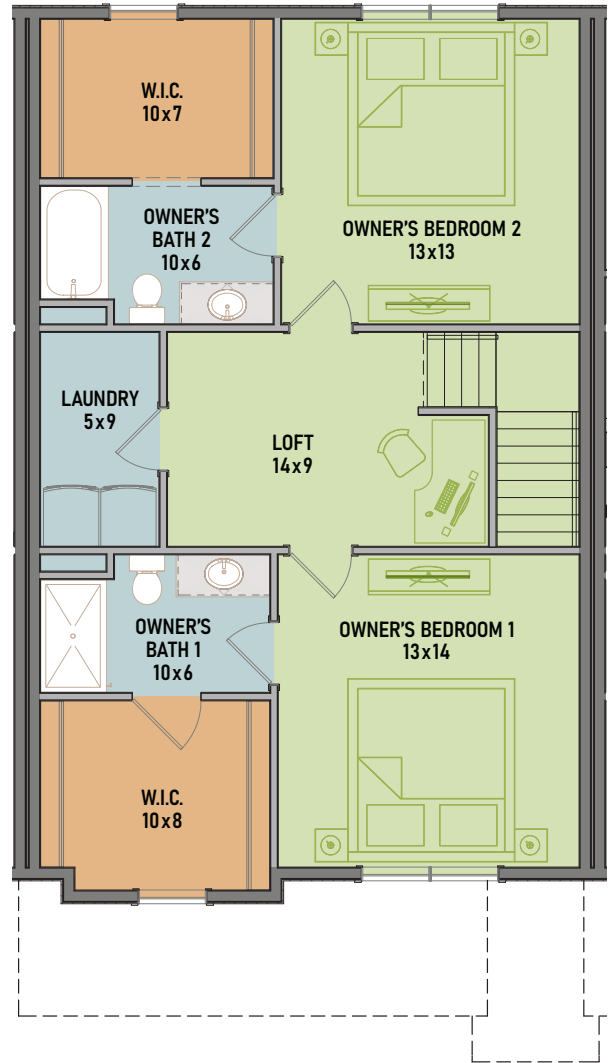 W.I.C.
10x7
OWNER'S
BATH 2
10x6
OWNER'S BEDROOM 2
13x13
LAUNDRY
5x9
LOFT
14x9
OWNER'S
BATH 1
10x6
OWNER'S BEDROOM 1
13x14
W.I.C.
10x8